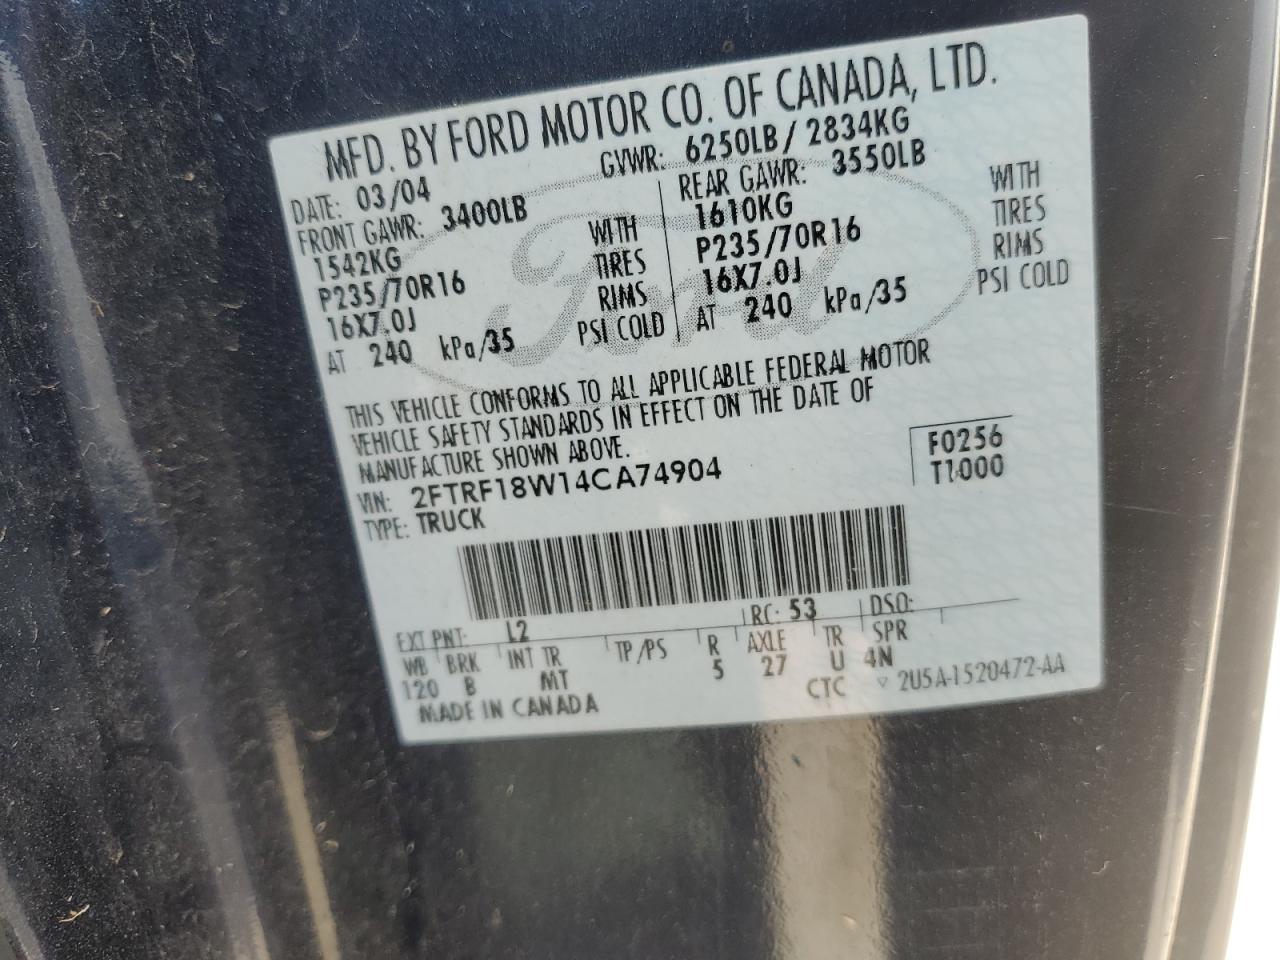 MFD. BY FORD MOTOR CO. OF CANADA, LTD.
DATE: 03/04 GVWR: 6250LB / 2834KG
FRONT GAWR: 3400LB REAR GAWR: 3550LB
1542KG WITH 1610KG WITH
P235/70R16 TIRES P235/70R16 TIRES
16X7.0J RIMS 16X7.0J RIMS
AT 240 kPa/35 PSI COLD AT 240 kPa/35 PSI COLD
Ford
THIS VEHICLE CONFORMS TO ALL APPLICABLE FEDERAL MOTOR
VEHICLE SAFETY STANDARDS IN EFFECT ON THE DATE OF
MANUFACTURE SHOWN ABOVE.
VIN: 2FTRF18W14CA74904 F0256
TYPE: TRUCK T1000
EXT PNT: L2 RC: 53 DSO:
WB BRK INT TR TP/PS R AXLE TR SPR
120 B MT 5 27 U 4N
MADE IN CANADA CTC ▽ 2U5A-1520472-AA